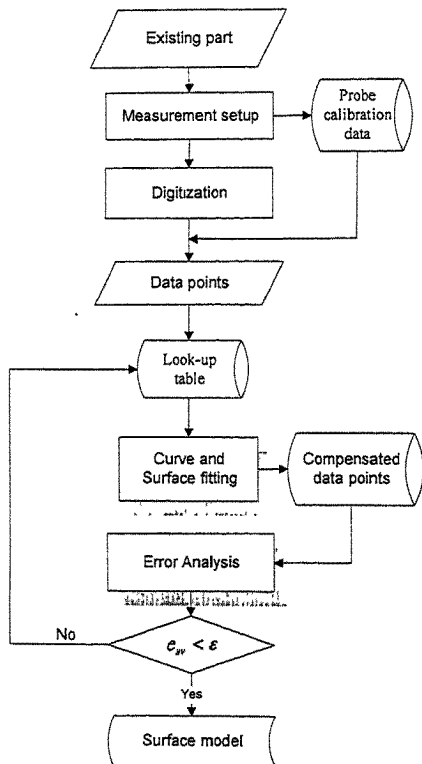 Existing part
Measurement setup
Probe
calibration
data
Digitization
Data points
Look-up
table
Curve and
Surface fitting
Compensated
data points
Error Analysis
No
e_av < ε
Yes
Surface model